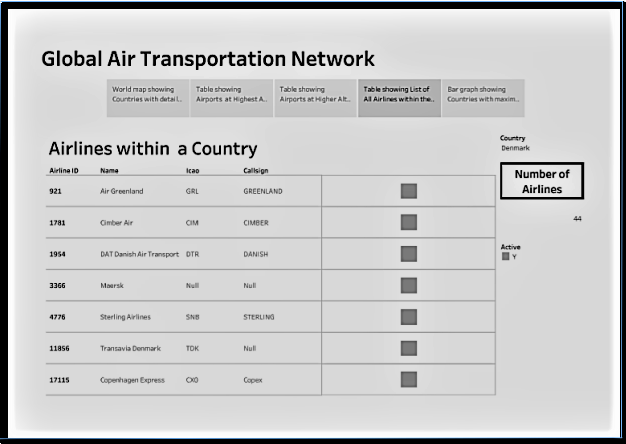 Global Air Transportation Network
World map showing Countries with detail..
Table showing Airports at Highest A..
Table showing Airports at Higher Alt..
Table showing List of All Airlines within the..
Bar graph showing Countries with maxim..
Airlines within a Country
Airline ID Name Icao Callsign
921 Air Greenland GRL GREENLAND
1781 Cimber Air CIM CIMBER
1954 DAT Danish Air Transport DTR DANISH
3366 Maersk Null Null
4776 Sterling Airlines SNB STERLING
11856 Transavia Denmark TDK Null
17115 Copenhagen Express CX0 Copex
Country
Denmark
Number of
Airlines
44
Active
Y